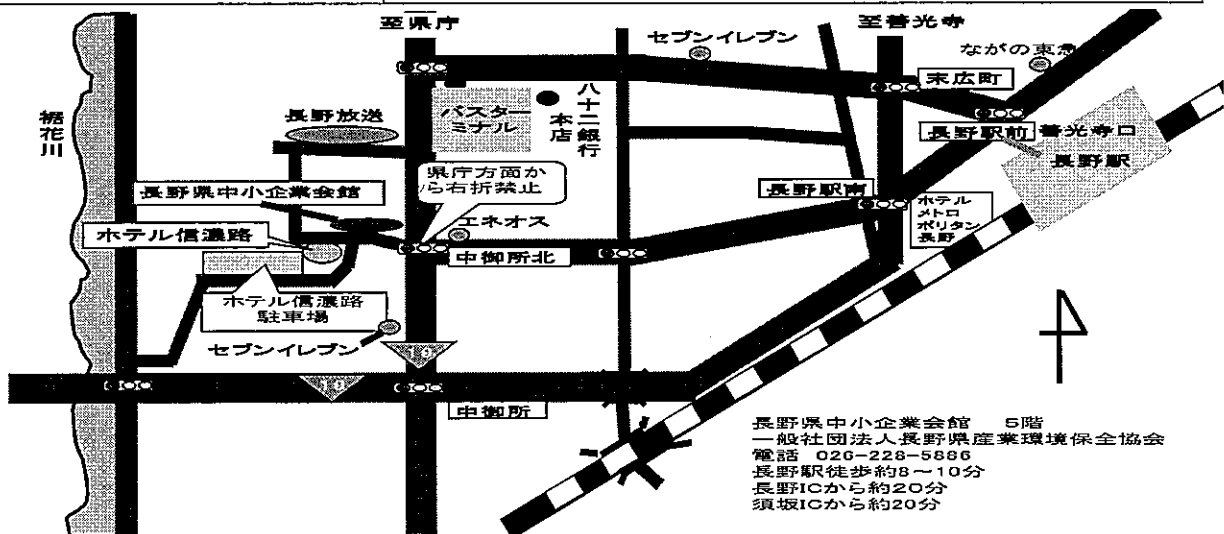 至県庁
至善光寺
セブンイレブン
ながの東急
裾花川
長野放送
バスター
ミナル
八十二銀行
本店
末広町
長野駅前
善光寺口
長野駅
県庁方面か
ら右折禁止
長野県中小企業会館
長野駅南
ホテル
メトロ
ポリタン
長野
ホテル信濃路
エネオス
中御所北
ホテル信濃路
駐車場
セブンイレブン
19
19
中御所
長野県中小企業会館 5階
一般社団法人長野県産業環境保全協会
電話 026-228-5886
長野駅徒歩約8~10分
長野ICから約20分
須坂ICから約20分